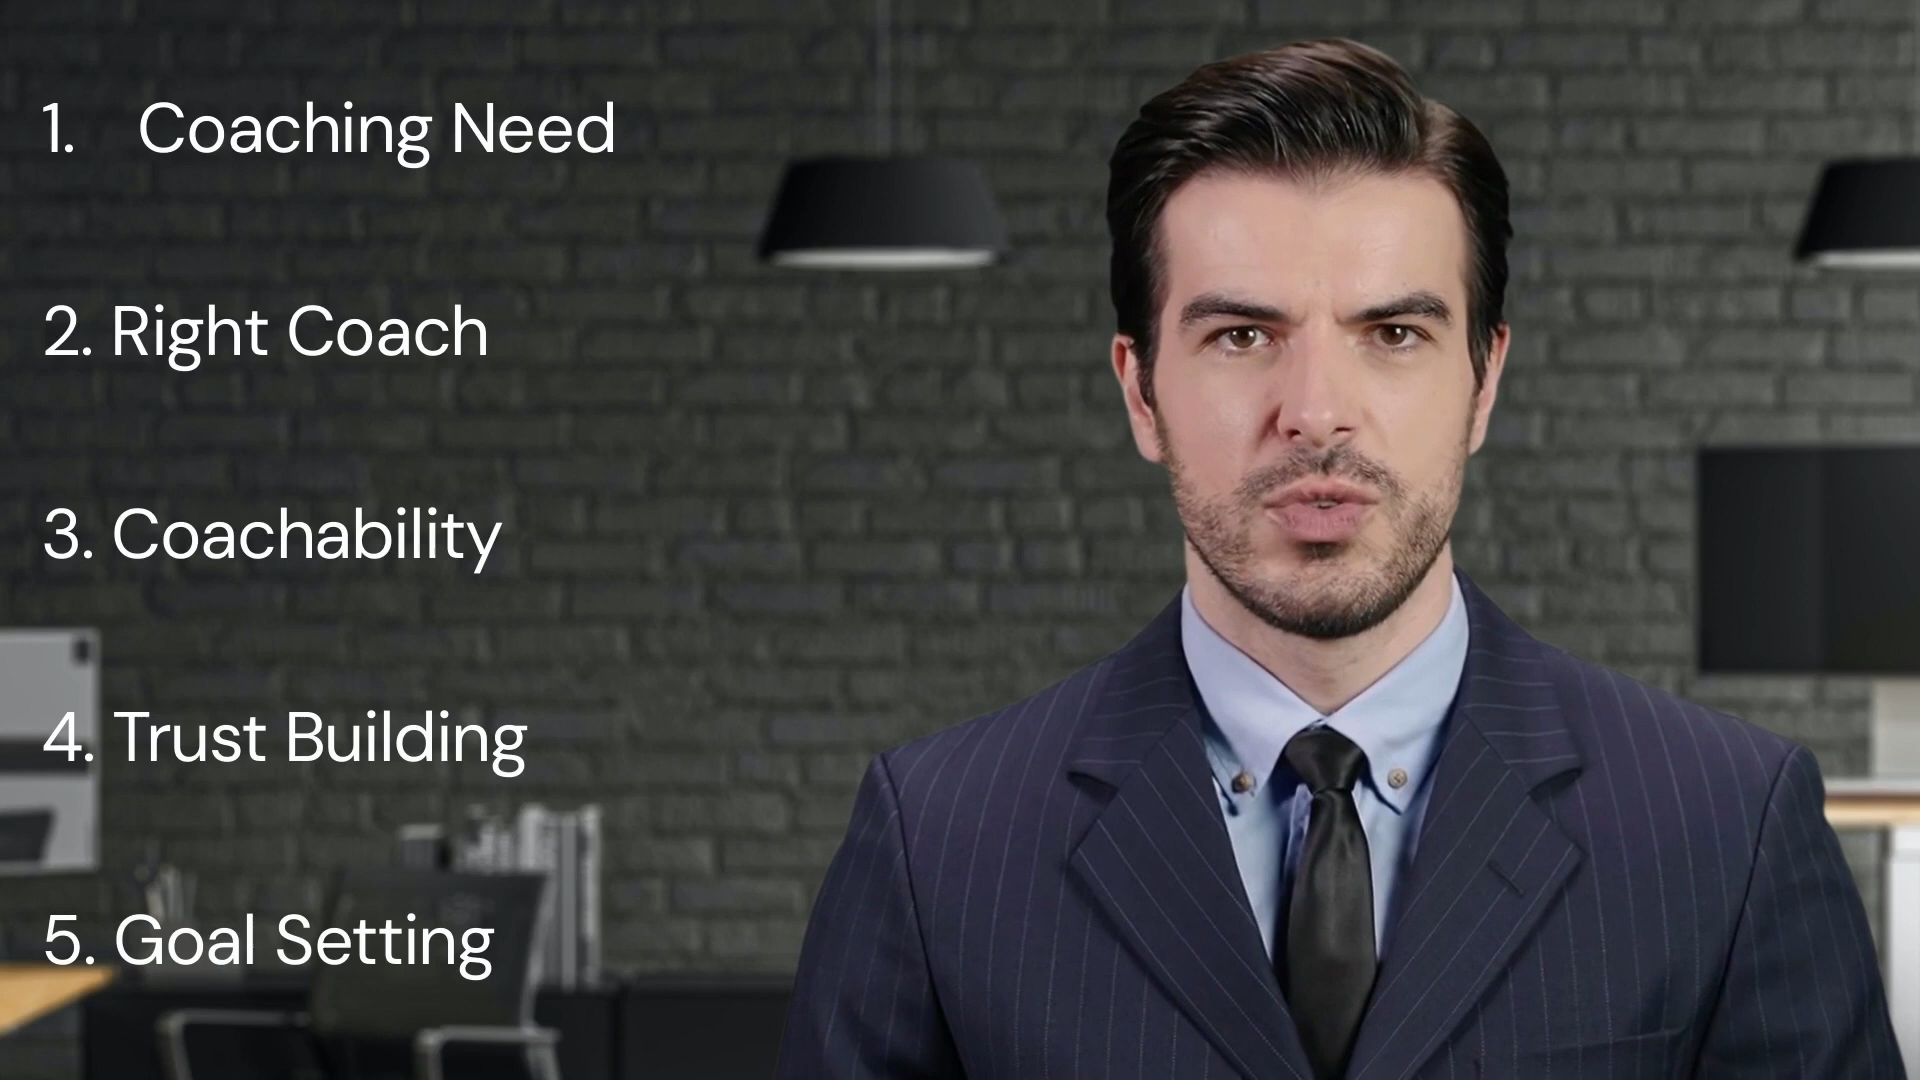 1. Coaching Need
2. Right Coach
3. Coachability
4. Trust Building
5. Goal Setting